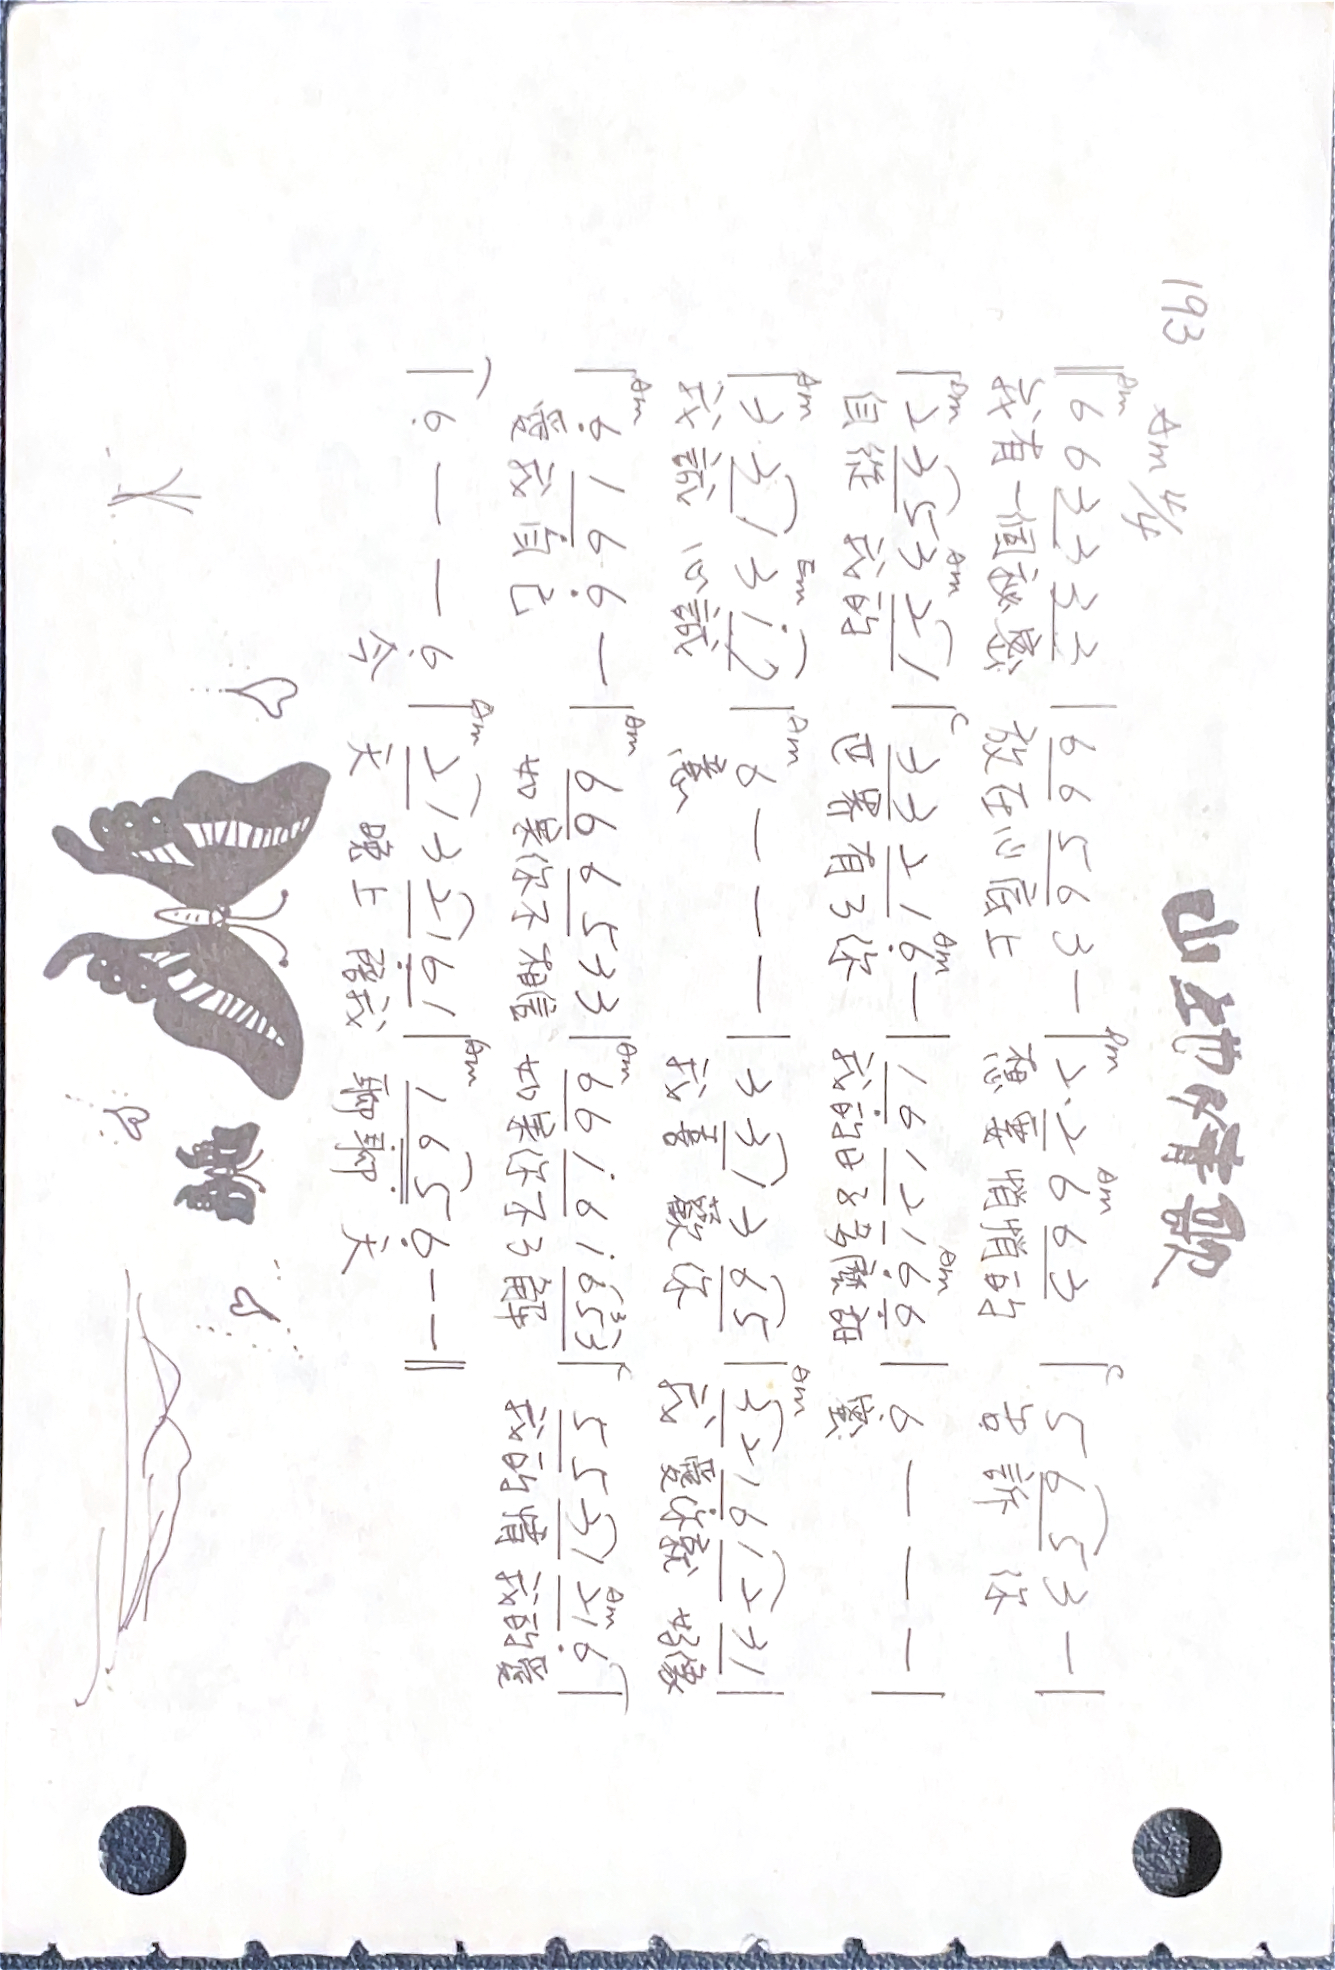 山地情歌
193
Am 4/4
Am Dm Am C
6 6 3 3 3 2 | 6 6 5 6 3 — | 2 . 2 6 6 3 | 5 6 5 3 — |
我有一個祕密 放在心底上 想要悄悄的 告訴 你
Dm Am C Am Am
| 2 3 5 3 2 1 | 3 3 2 1 6 — | 1 6 1 2 1 6 6 | 6 — — — |
自從 我的 世界有了你 我的日子多麼甜 蜜
Am Em Am Am
| 3 3 1 3 i 7 | 6 — — — | 3 3 1 3 6 5 | 3 2 1 6 1 2 3 1 |
我 誠 心誠 意 我喜 歡你 我 愛你就 好像
Am Am Am 3 C Am
| 6 1 6 6 — | 6 6 6 5 3 3 | 6 6 i 6 i 6 5 3 | 5 5 3 1 2 1 6 |
愛我自己 如果你不相信 如果你不了解 我的情 我的愛
Am Am
| 6 — — 6 | 2 1 3 2 1 6 1 | 1 6 5 6 — — ||
今 天 晚上 陪我 聊聊 天